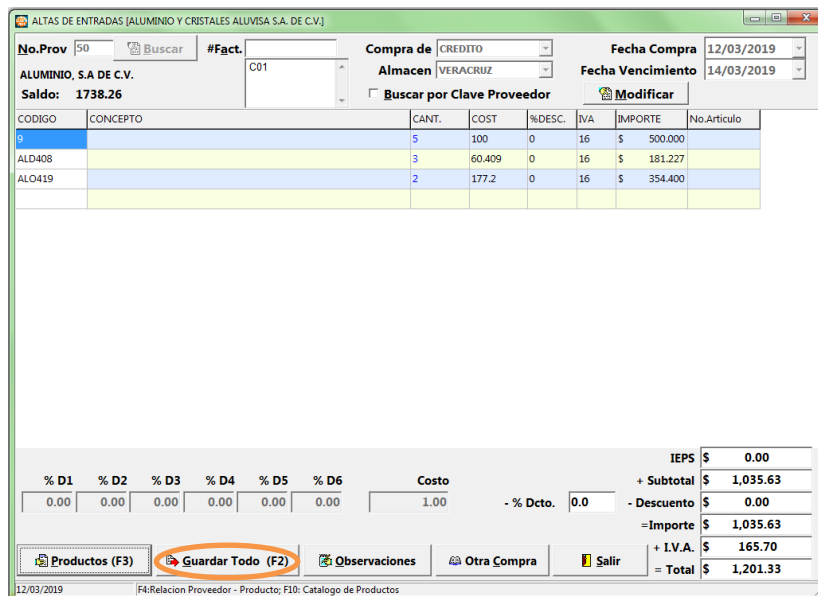 ALTAS DE ENTRADAS [ALUMINIO Y CRISTALES ALUVISA S.A. DE C.V.]
No.Prov 50 Buscar #Fact. Compra de CREDITO Fecha Compra 12/03/2019
ALUMINIO, S.A DE C.V. C01 Almacen VERACRUZ Fecha Vencimiento 14/03/2019
Saldo: 1738.26 Buscar por Clave Proveedor Modificar
CODIGO CONCEPTO CANT. COST %DESC. IVA IMPORTE No.Articulo
9 5 100 0 16 $ 500.000
ALD408 3 60.409 0 16 $ 181.227
ALO419 2 177.2 0 16 $ 354.400
IEPS $ 0.00
% D1 % D2 % D3 % D4 % D5 % D6 Costo + Subtotal $ 1,035.63
0.00 0.00 0.00 0.00 0.00 0.00 1.00 - % Dcto. 0.0 - Descuento $ 0.00
=Importe $ 1,035.63
+ I.V.A. $ 165.70
Productos (F3) Guardar Todo (F2) Observaciones Otra Compra Salir
= Total $ 1,201.33
12/03/2019 F4:Relacion Proveedor - Producto; F10: Catalogo de Productos